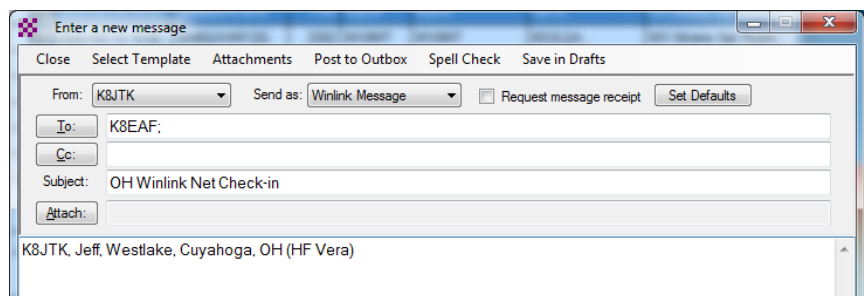 Enter a new message
Close Select Template Attachments Post to Outbox Spell Check Save in Drafts
From: K8JTK Send as: Winlink Message Request message receipt Set Defaults
To: K8EAF;
Cc:
Subject: OH Winlink Net Check-in
Attach:
K8JTK, Jeff, Westlake, Cuyahoga, OH (HF Vera)